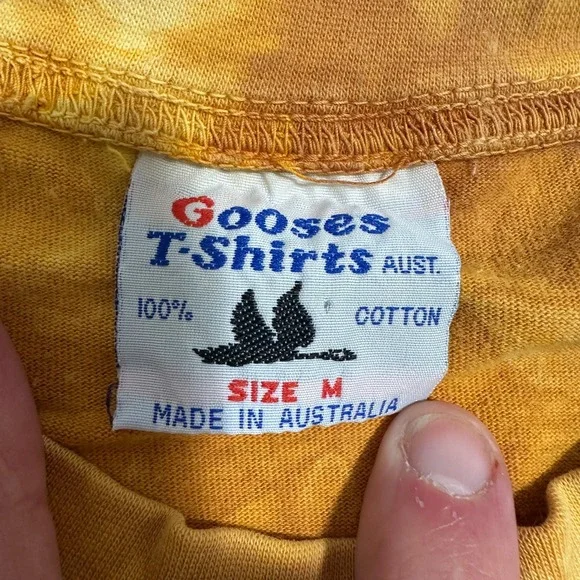 Gooses
T-Shirts AUST.
100% COTTON
SIZE M
MADE IN AUSTRALIA